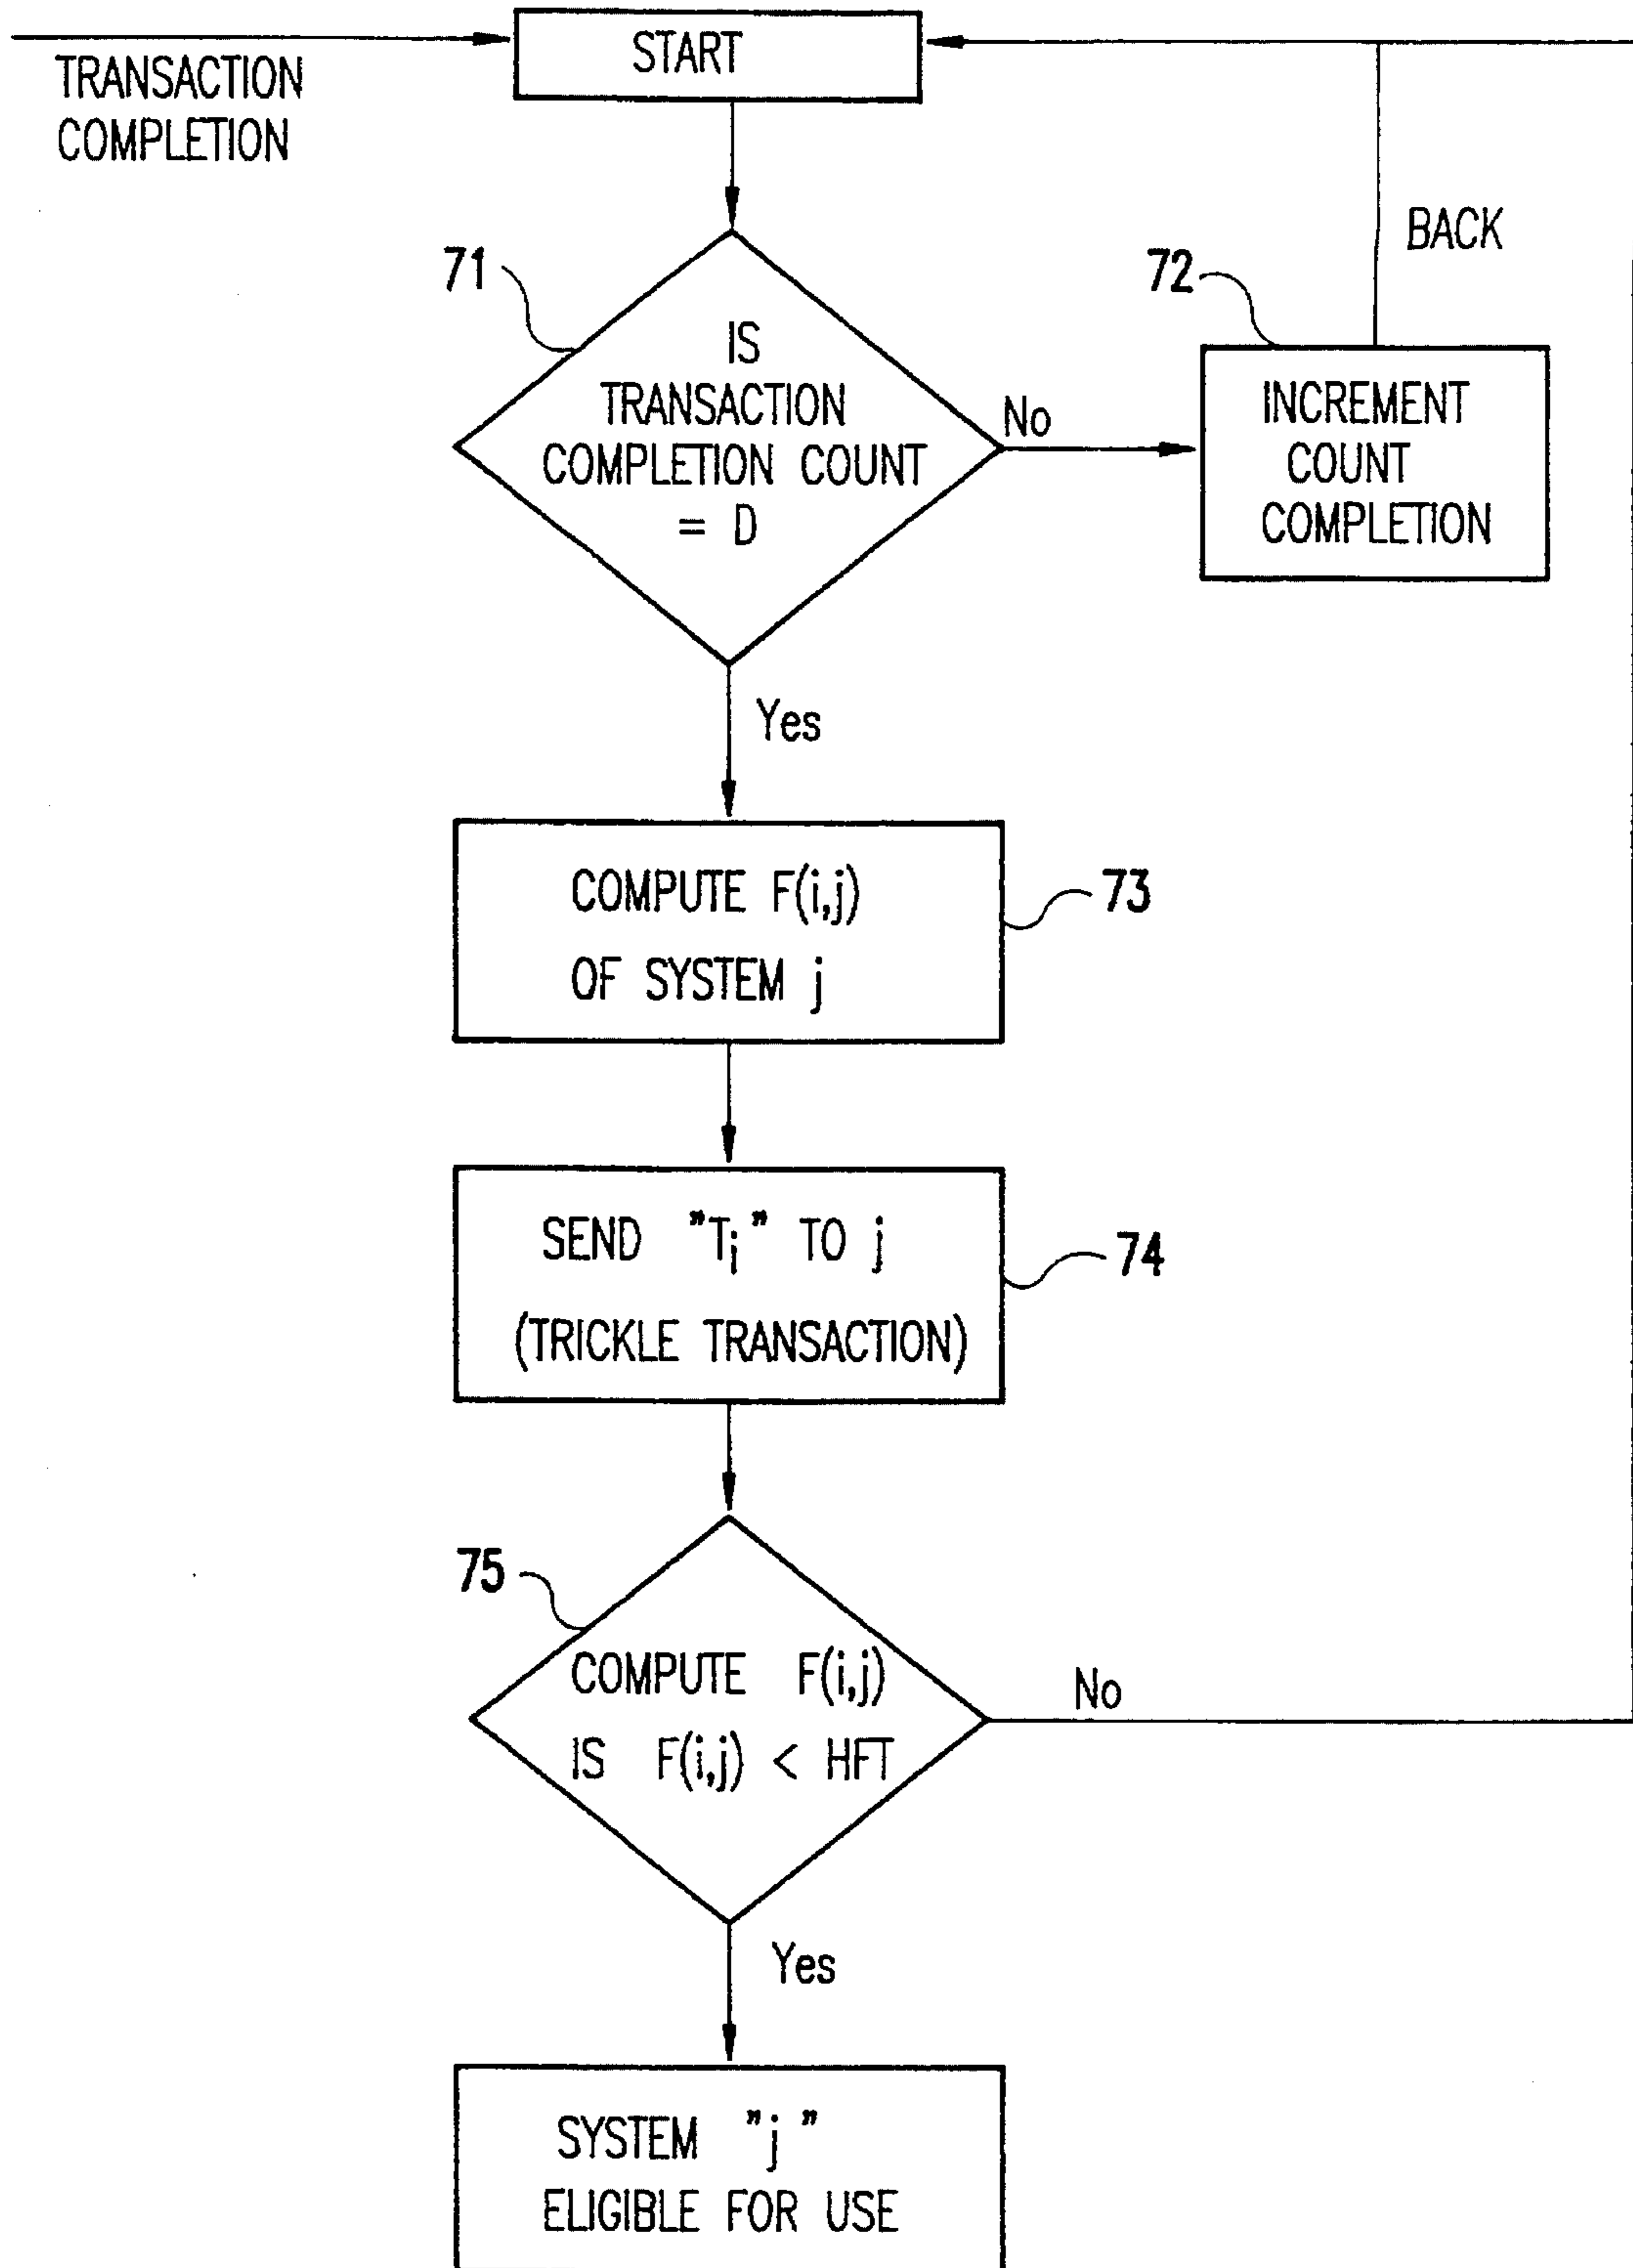 START
TRANSACTION
COMPLETION
71
IS
TRANSACTION
COMPLETION COUNT
= D
No
72
INCREMENT
COUNT
COMPLETION
BACK
Yes
COMPUTE F(i,j)
OF SYSTEM j
73
SEND "Ti" TO j
(TRICKLE TRANSACTION)
74
75
COMPUTE F(i,j)
IS F(i,j) < HFT
No
Yes
SYSTEM "j"
ELIGIBLE FOR USE